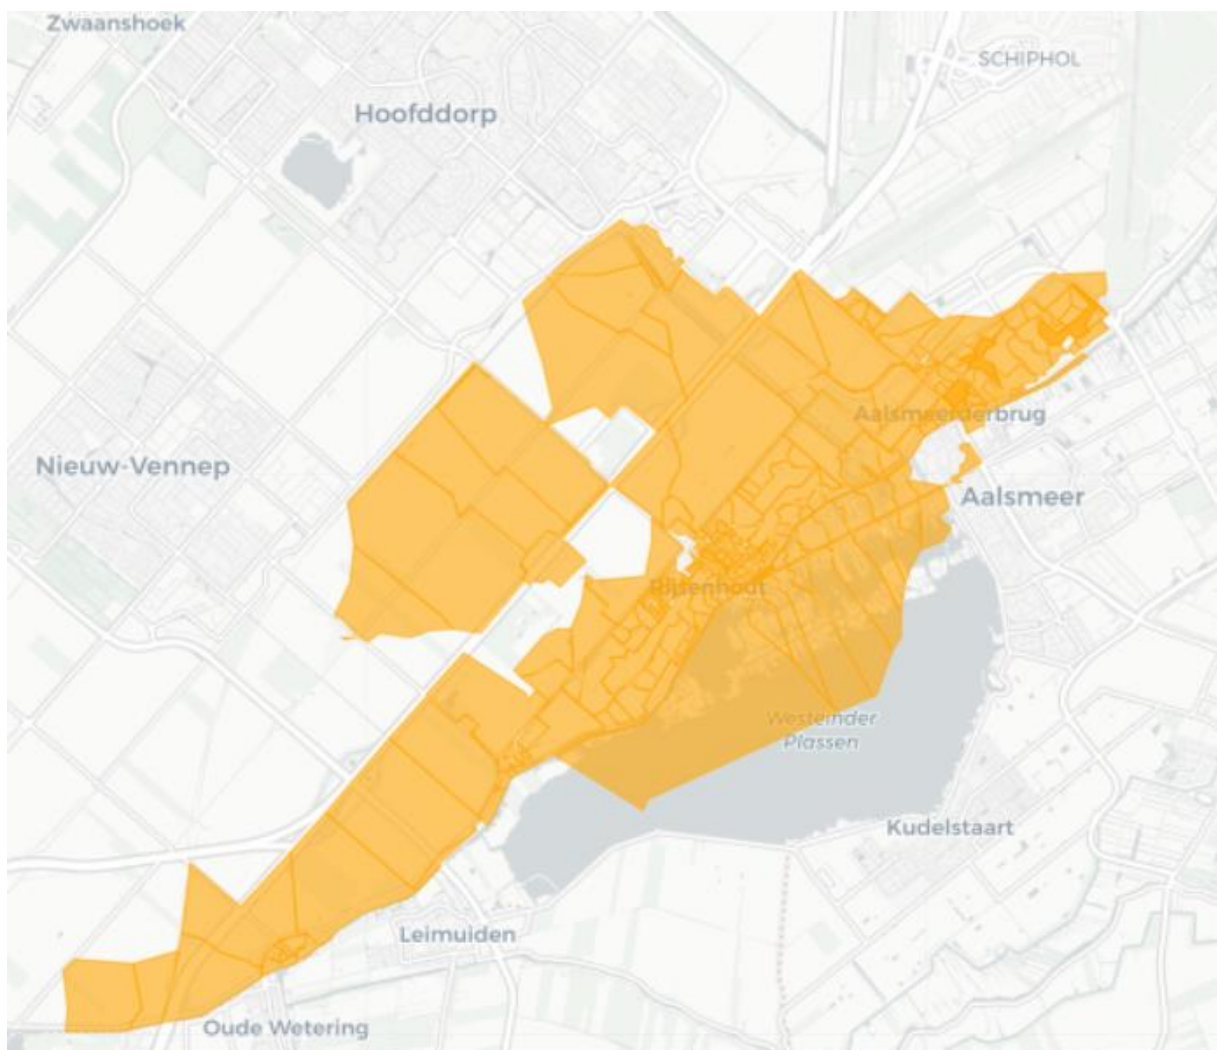 Zwaanshoek
SCHIPHOL
Hoofddorp
Aalsmeerderbrug
Nieuw-Vennep
Aalsmeer
Rijsenhout
Westeinder
Plassen
Kudelstaart
Leimuiden
Oude Wetering